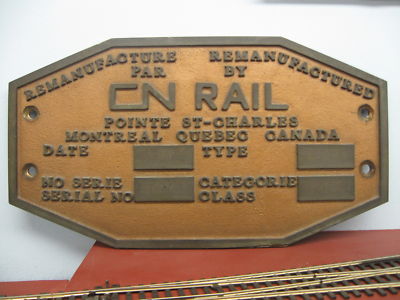 REMANUFACTURE REMANUFACTURED
PAR BY
CN RAIL
POINTE ST-CHARLES
MONTREAL QUEBEC CANADA
DATE TYPE
NO SERIE CATEGORIE
SERIAL NO CLASS